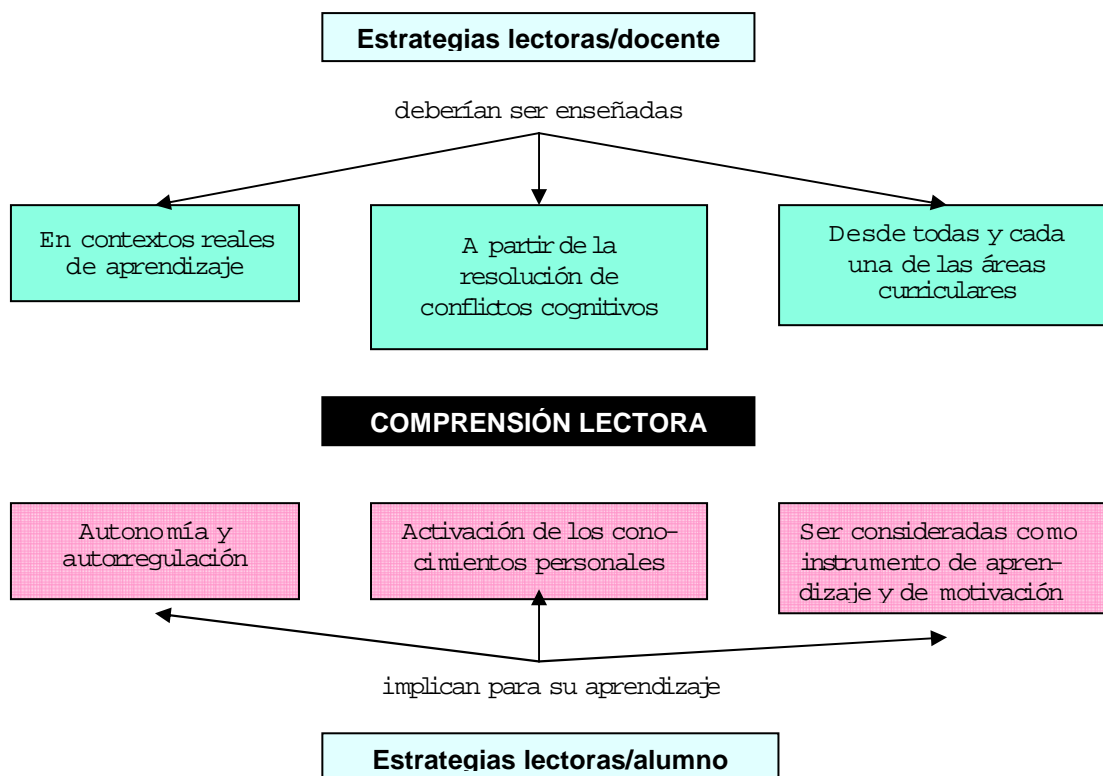 Estrategias lectoras/docente
deberían ser enseñadas
En contextos reales
de aprendizaje
A partir de la
resolución de
conflictos cognitivos
Desde todas y cada
una de las áreas
curriculares
COMPRENSIÓN LECTORA
Autonomía y
autorregulación
Activación de los cono-
cimientos personales
Ser consideradas como
instrumento de apren-
dizaje y de motivación
implican para su aprendizaje
Estrategias lectoras/alumno